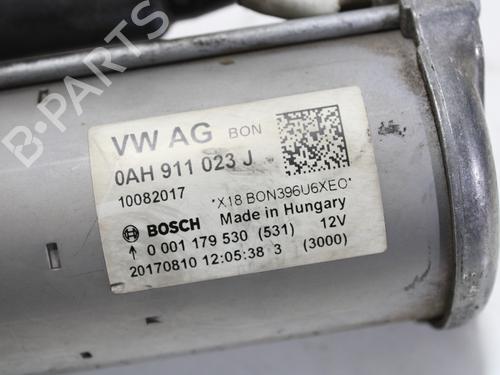 B-PARTS
VW AG BON
0AH 911 023 J
10082017
*X18 BON396U6XEO*
BOSCH Made in Hungary
0 001 179 530 (531) 12V
20170810 12:05:38 3 (3000)